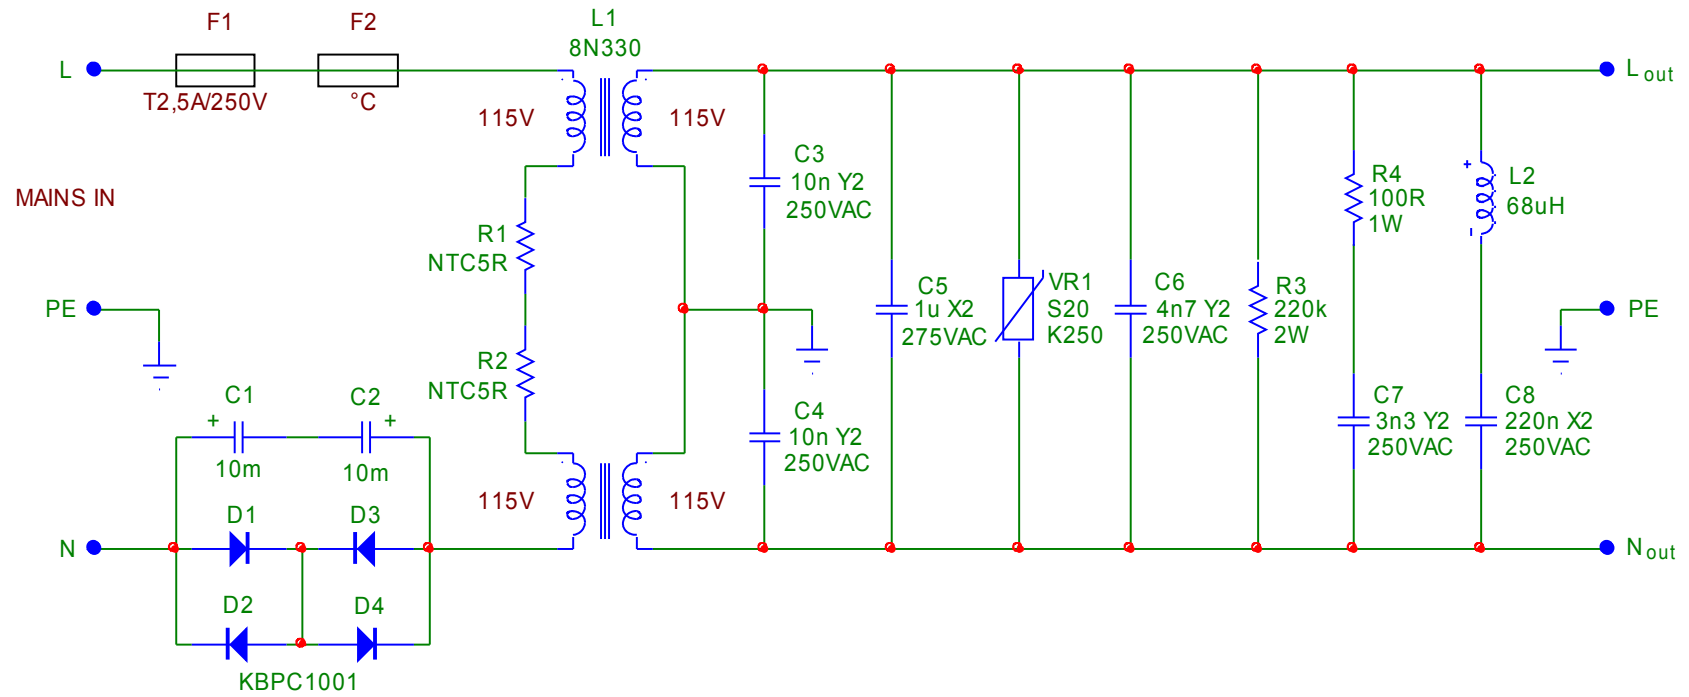 F1
F2
L1
8N330
L
T2,5A/250V
°C
L out
115V
115V
MAINS IN
C3
10n Y2
250VAC
R4
100R
1W
+
L2
68uH
-
R1
NTC5R
PE
C5
1u X2
275VAC
VR1
S20
K250
C6
4n7 Y2
250VAC
R3
220k
2W
PE
R2
NTC5R
C1
+
10m
C2
+
10m
C4
10n Y2
250VAC
C7
3n3 Y2
250VAC
C8
220n X2
250VAC
115V
115V
D1
D3
N
N out
D2
D4
KBPC1001